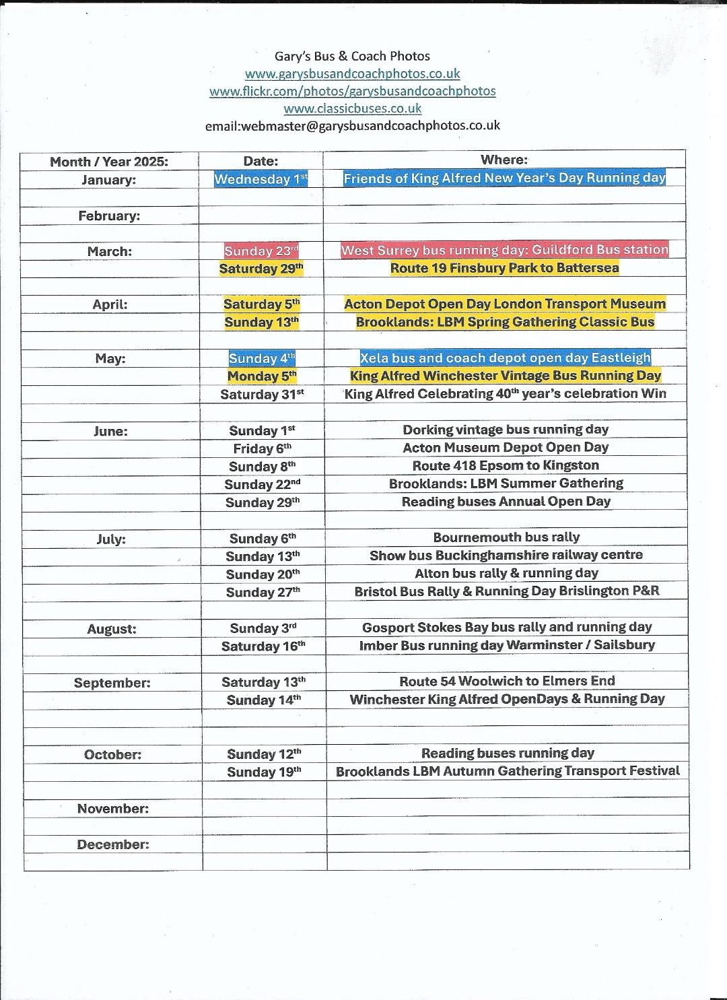 Gary's Bus & Coach Photos
www.garysbusandcoachphotos.co.uk
www.flickr.com/photos/garysbusandcoachphotos
www.classicbuses.co.uk
email:webmaster@garysbusandcoachphotos.co.uk
Month / Year 2025: Date: Where:
January: Wednesday 1st Friends of King Alfred New Year's Day Running day
February:
March: Sunday 23rd West Surrey bus running day: Guildford Bus station
Saturday 29th Route 19 Finsbury Park to Battersea
April: Saturday 5th Acton Depot Open Day London Transport Museum
Sunday 13th Brooklands: LBM Spring Gathering Classic Bus
May: Sunday 4th Xela bus and coach depot open day Eastleigh
Monday 5th King Alfred Winchester Vintage Bus Running Day
Saturday 31st King Alfred Celebrating 40th year's celebration Win
June: Sunday 1st Dorking vintage bus running day
Friday 6th Acton Museum Depot Open Day
Sunday 8th Route 418 Epsom to Kingston
Sunday 22nd Brooklands: LBM Summer Gathering
Sunday 29th Reading buses Annual Open Day
July: Sunday 6th Bournemouth bus rally
Sunday 13th Show bus Buckinghamshire railway centre
Sunday 20th Alton bus rally & running day
Sunday 27th Bristol Bus Rally & Running Day Brislington P&R
August: Sunday 3rd Gosport Stokes Bay bus rally and running day
Saturday 16th Imber Bus running day Warminster / Sailsbury
September: Saturday 13th Route 54 Woolwich to Elmers End
Sunday 14th Winchester King Alfred OpenDays & Running Day
October: Sunday 12th Reading buses running day
Sunday 19th Brooklands LBM Autumn Gathering Transport Festival
November:
December: